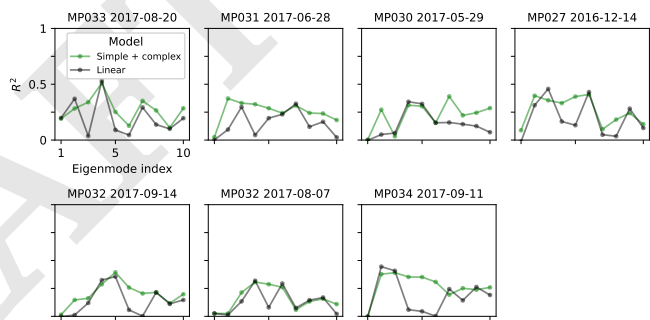 MP033 2017-08-20
MP031 2017-06-28
MP030 2017-05-29
MP027 2016-12-14
1
0.5
0
R²
Model
Simple + complex
Linear
1
5
10
Eigenmode index
MP032 2017-09-14
MP032 2017-08-07
MP034 2017-09-11